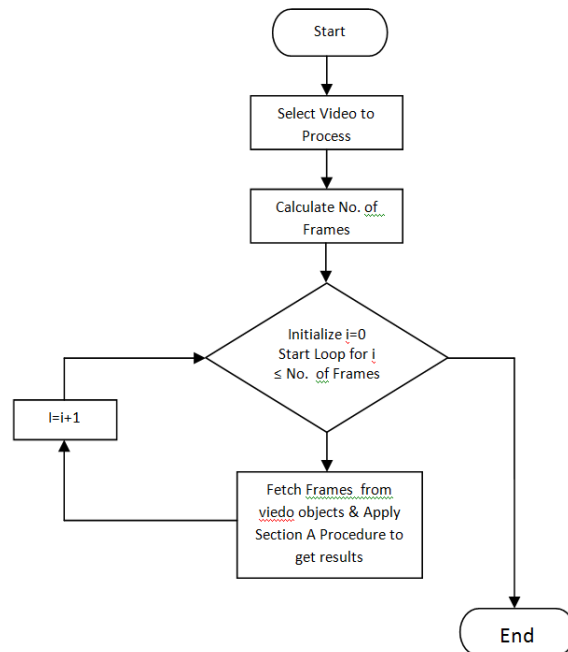 Start
Select Video to
Process
Calculate No. of
Frames
Initialize i=0
Start Loop for i
≤ No. of Frames
I=i+1
Fetch Frames from
viedo objects & Apply
Section A Procedure to
get results
End